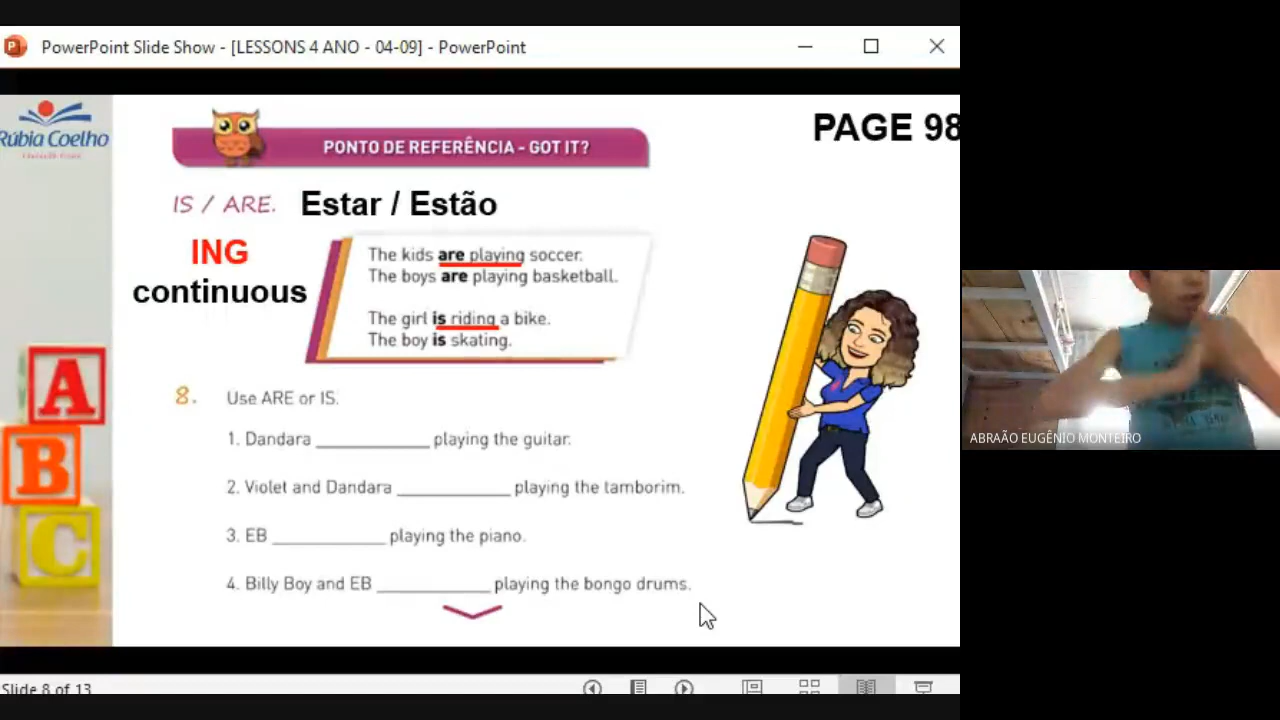 PowerPoint Slide Show - [LESSONS 4 ANO - 04-09] - PowerPoint
Rúbia Coelho
PONTO DE REFERÊNCIA - GOT IT?
PAGE 98
IS / ARE. Estar / Estão
ING
continuous
The kids are playing soccer.
The boys are playing basketball.
The girl is riding a bike.
The boy is skating.
A
B
C
8. Use ARE or IS.
1. Dandara ____________ playing the guitar.
2. Violet and Dandara ____________ playing the tamborim.
3. EB ____________ playing the piano.
4. Billy Boy and EB ____________ playing the bongo drums.
ABRAÃO EUGÊNIO MONTEIRO
Slide 8 of 13